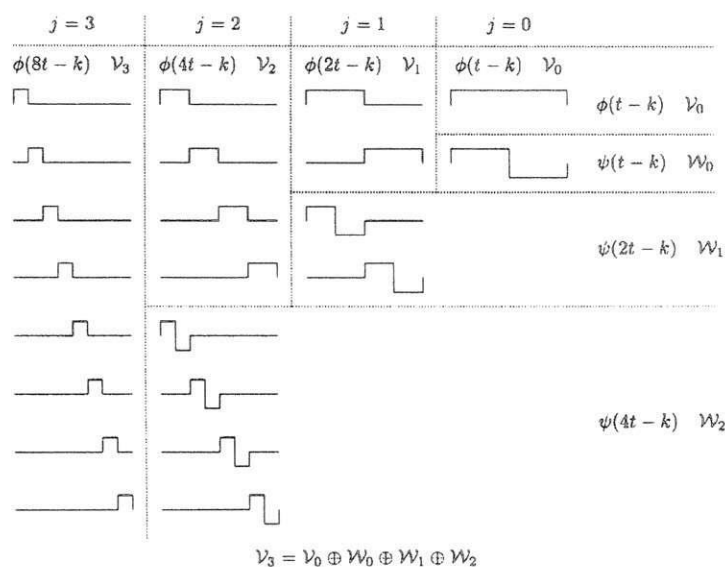 j = 3 j = 2 j = 1 j = 0
ϕ(8t − k) 𝒱₃ ϕ(4t − k) 𝒱₂ ϕ(2t − k) 𝒱₁ ϕ(t − k) 𝒱₀
ϕ(t − k) 𝒱₀
ψ(t − k) 𝒲₀
ψ(2t − k) 𝒲₁
ψ(4t − k) 𝒲₂
𝒱₃ = 𝒱₀ ⊕ 𝒲₀ ⊕ 𝒲₁ ⊕ 𝒲₂